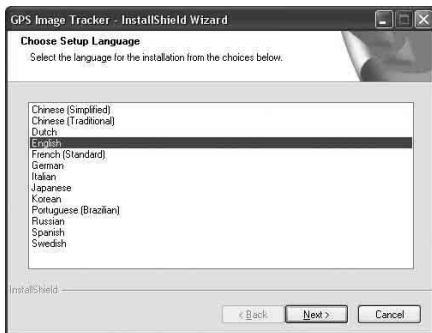 GPS Image Tracker - InstallShield Wizard
Choose Setup Language
Select the language for the installation from the choices below.
Chinese (Simplified)
Chinese (Traditional)
Dutch
English
French (Standard)
German
Italian
Japanese
Korean
Portuguese (Brazilian)
Russian
Spanish
Swedish
InstallShield
< Back Next > Cancel